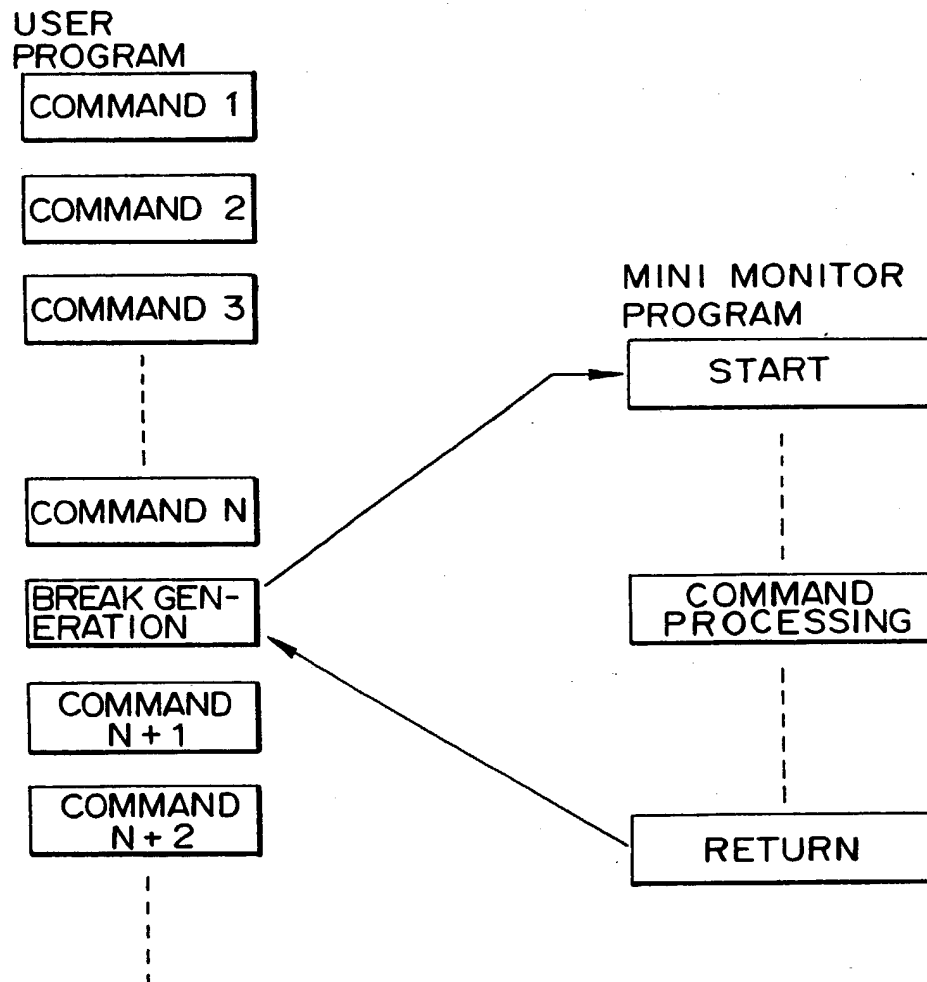 USER
PROGRAM
COMMAND 1
COMMAND 2
COMMAND 3
COMMAND N
BREAK GEN-
ERATION
COMMAND
N+1
COMMAND
N+2
MINI MONITOR
PROGRAM
START
COMMAND
PROCESSING
RETURN